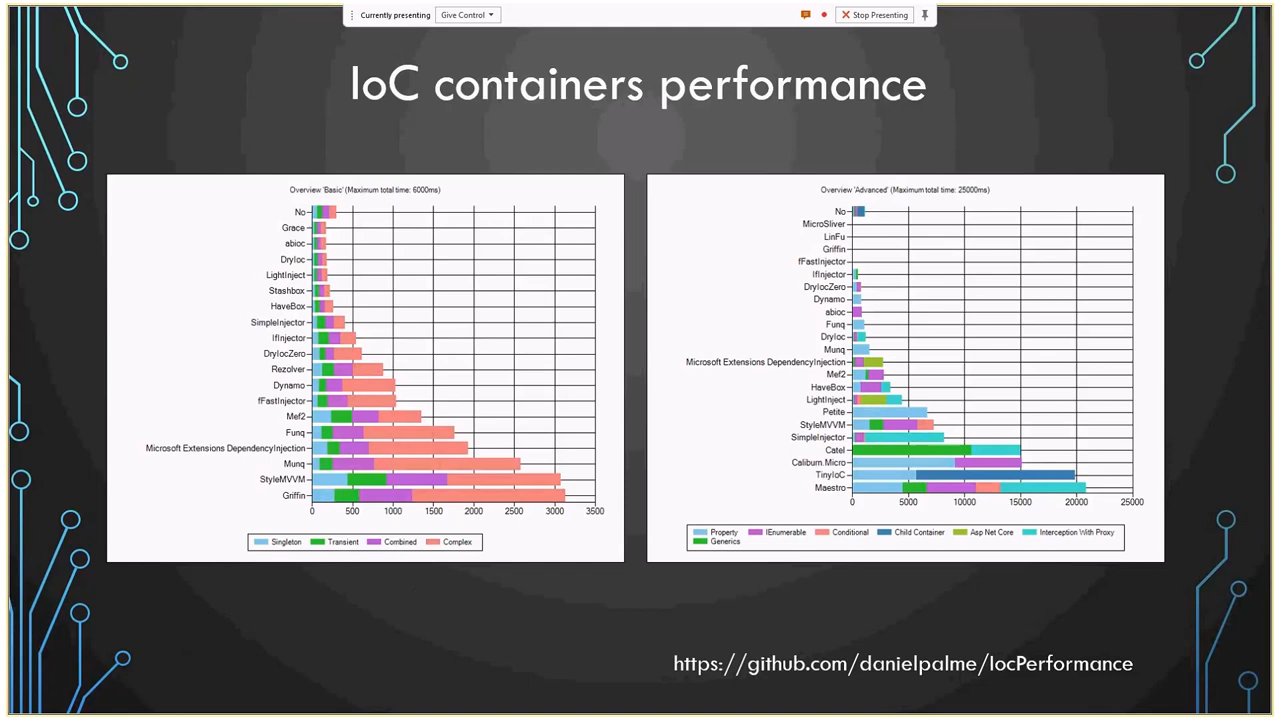 Currently presenting Give Control Stop Presenting
IoC containers performance
Overview 'Basic' (Maximum total time: 6000ms)
No
Grace
abioc
DryIoc
LightInject
Stashbox
HaveBox
SimpleInjector
IfInjector
DryIocZero
Rezolver
Dynamo
fFastInjector
Mef2
Funq
Microsoft Extensions DependencyInjection
Munq
StyleMVVM
Griffin
0 500 1000 1500 2000 2500 3000 3500
Singleton Transient Combined Complex
Overview 'Advanced' (Maximum total time: 25000ms)
No
MicroSliver
LinFu
Griffin
fFastInjector
IfInjector
DryIocZero
Dynamo
abioc
Funq
DryIoc
Munq
Microsoft Extensions DependencyInjection
Mef2
HaveBox
LightInject
Petite
StyleMVVM
SimpleInjector
Catel
Caliburn.Micro
TinyIoC
Maestro
0 5000 10000 15000 20000 25000
Property IEnumerable Conditional Child Container Asp Net Core Interception With Proxy
Generics
https://github.com/danielpalme/IocPerformance